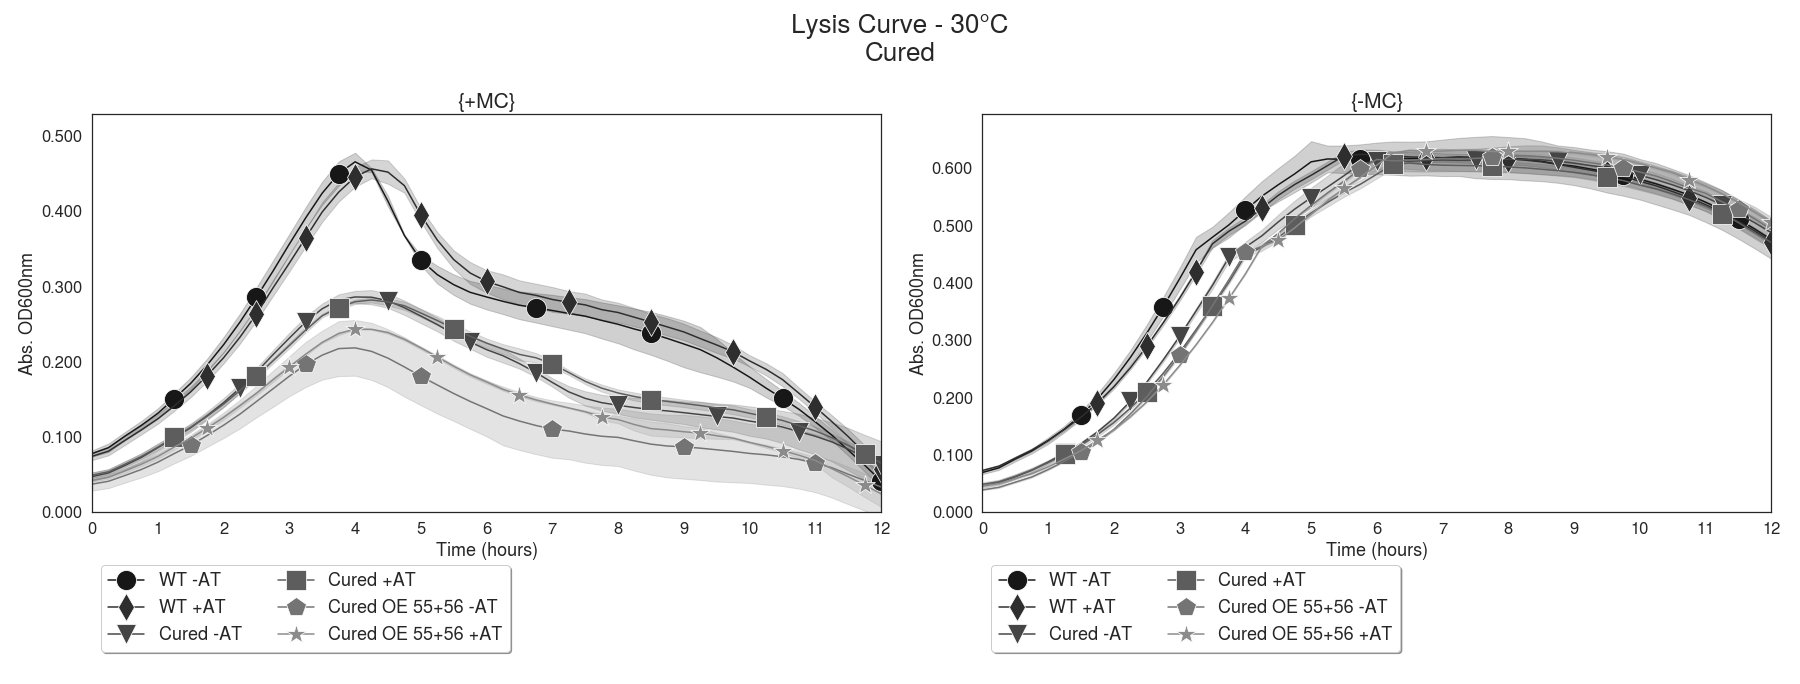 Lysis Curve - 30°C
Cured
{+MC}
Abs. OD600nm
0.500
0.400
0.300
0.200
0.100
0.000
0 1 2 3 4 5 6 7 8 9 10 11 12
Time (hours)
WT -AT
WT +AT
Cured -AT
Cured +AT
Cured OE 55+56 -AT
Cured OE 55+56 +AT
{-MC}
Abs. OD600nm
0.600
0.500
0.400
0.300
0.200
0.100
0.000
0 1 2 3 4 5 6 7 8 9 10 11 12
Time (hours)
WT -AT
WT +AT
Cured -AT
Cured +AT
Cured OE 55+56 -AT
Cured OE 55+56 +AT